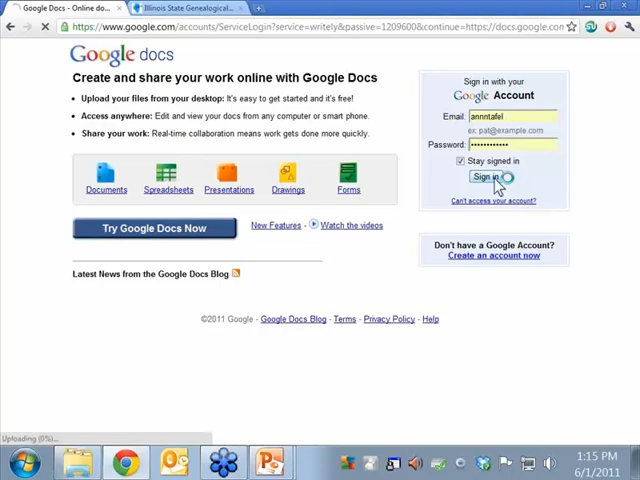 Google Docs - Online do...
Illinois State Genealogical...
https://www.google.com/accounts/ServiceLogin?service=writely&passive=1209600&continue=https://docs.google.com
Google docs
Create and share your work online with Google Docs
Upload your files from your desktop: It's easy to get started and it's free!
Access anywhere: Edit and view your docs from any computer or smart phone.
Share your work: Real-time collaboration means work gets done more quickly.
Documents
Spreadsheets
Presentations
Drawings
Forms
Try Google Docs Now
New Features -
Watch the videos
Latest News from the Google Docs Blog
Sign in with your
Google Account
Email: annntafel
ex: pat@example.com
Password: ••••••••••••
Stay signed in
Sign in
Can't access your account?
Don't have a Google Account?
Create an account now
©2011 Google - Google Docs Blog - Terms - Privacy Policy - Help
Uploading (0%)...
1:15 PM
6/1/2011